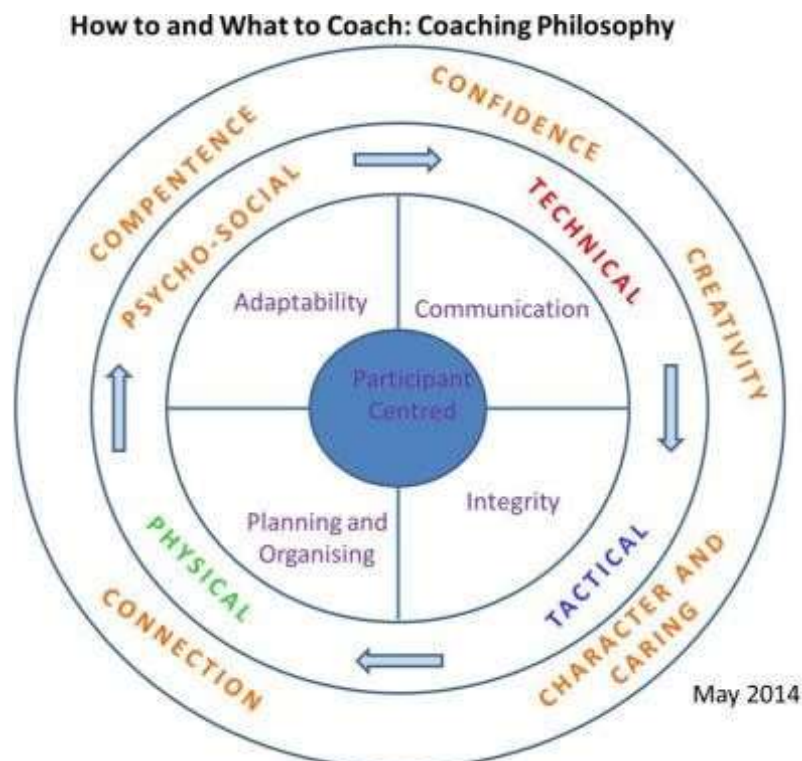 How to and What to Coach: Coaching Philosophy
COMPENTENCE
CONFIDENCE
CREATIVITY
CHARACTER AND
CARING
CONNECTION
PSYCHO-SOCIAL
TECHNICAL
TACTICAL
PHYSICAL
Adaptability
Communication
Participant
Centred
Planning and
Organising
Integrity
May 2014